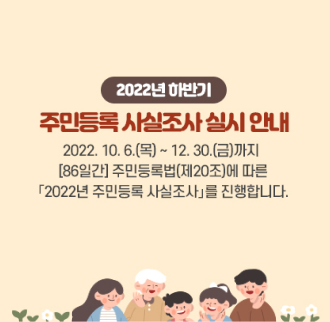 2022년 하반기
주민등록 사실조사 실시 안내
2022. 10. 6.(목) ~ 12. 30.(금)까지
[86일간] 주민등록법(제20조)에 따른
「2022년 주민등록 사실조사」를 진행합니다.